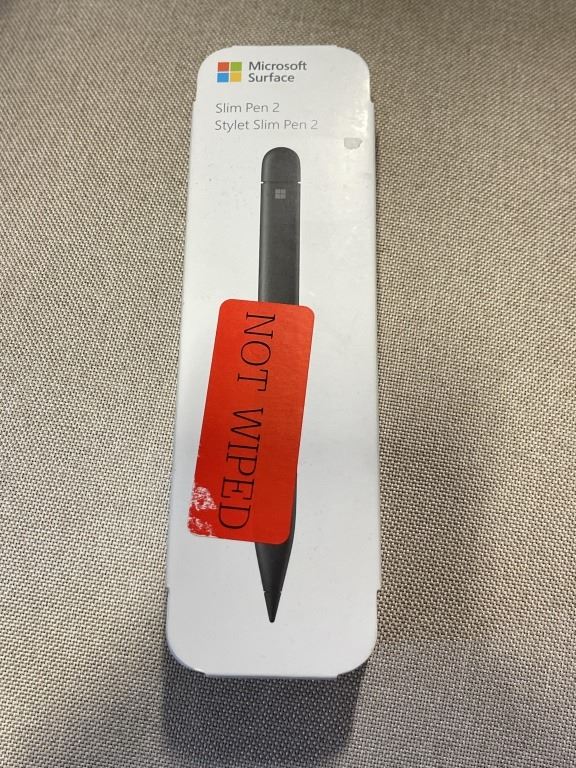 Microsoft
Surface
Slim Pen 2
Stylet Slim Pen 2
NOT WIPED